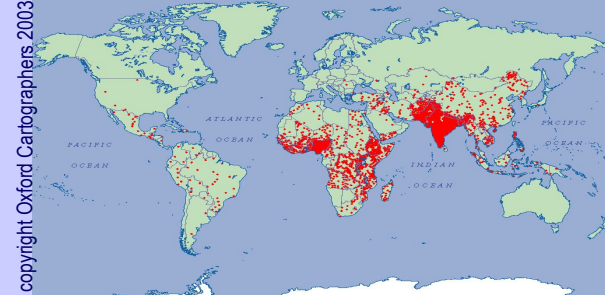 copyright Oxford Cartographers 2003
ATLANTIC
OCEAN
PACIFIC
OCEAN
PACIFIC
OCEAN
INDIAN
OCEAN